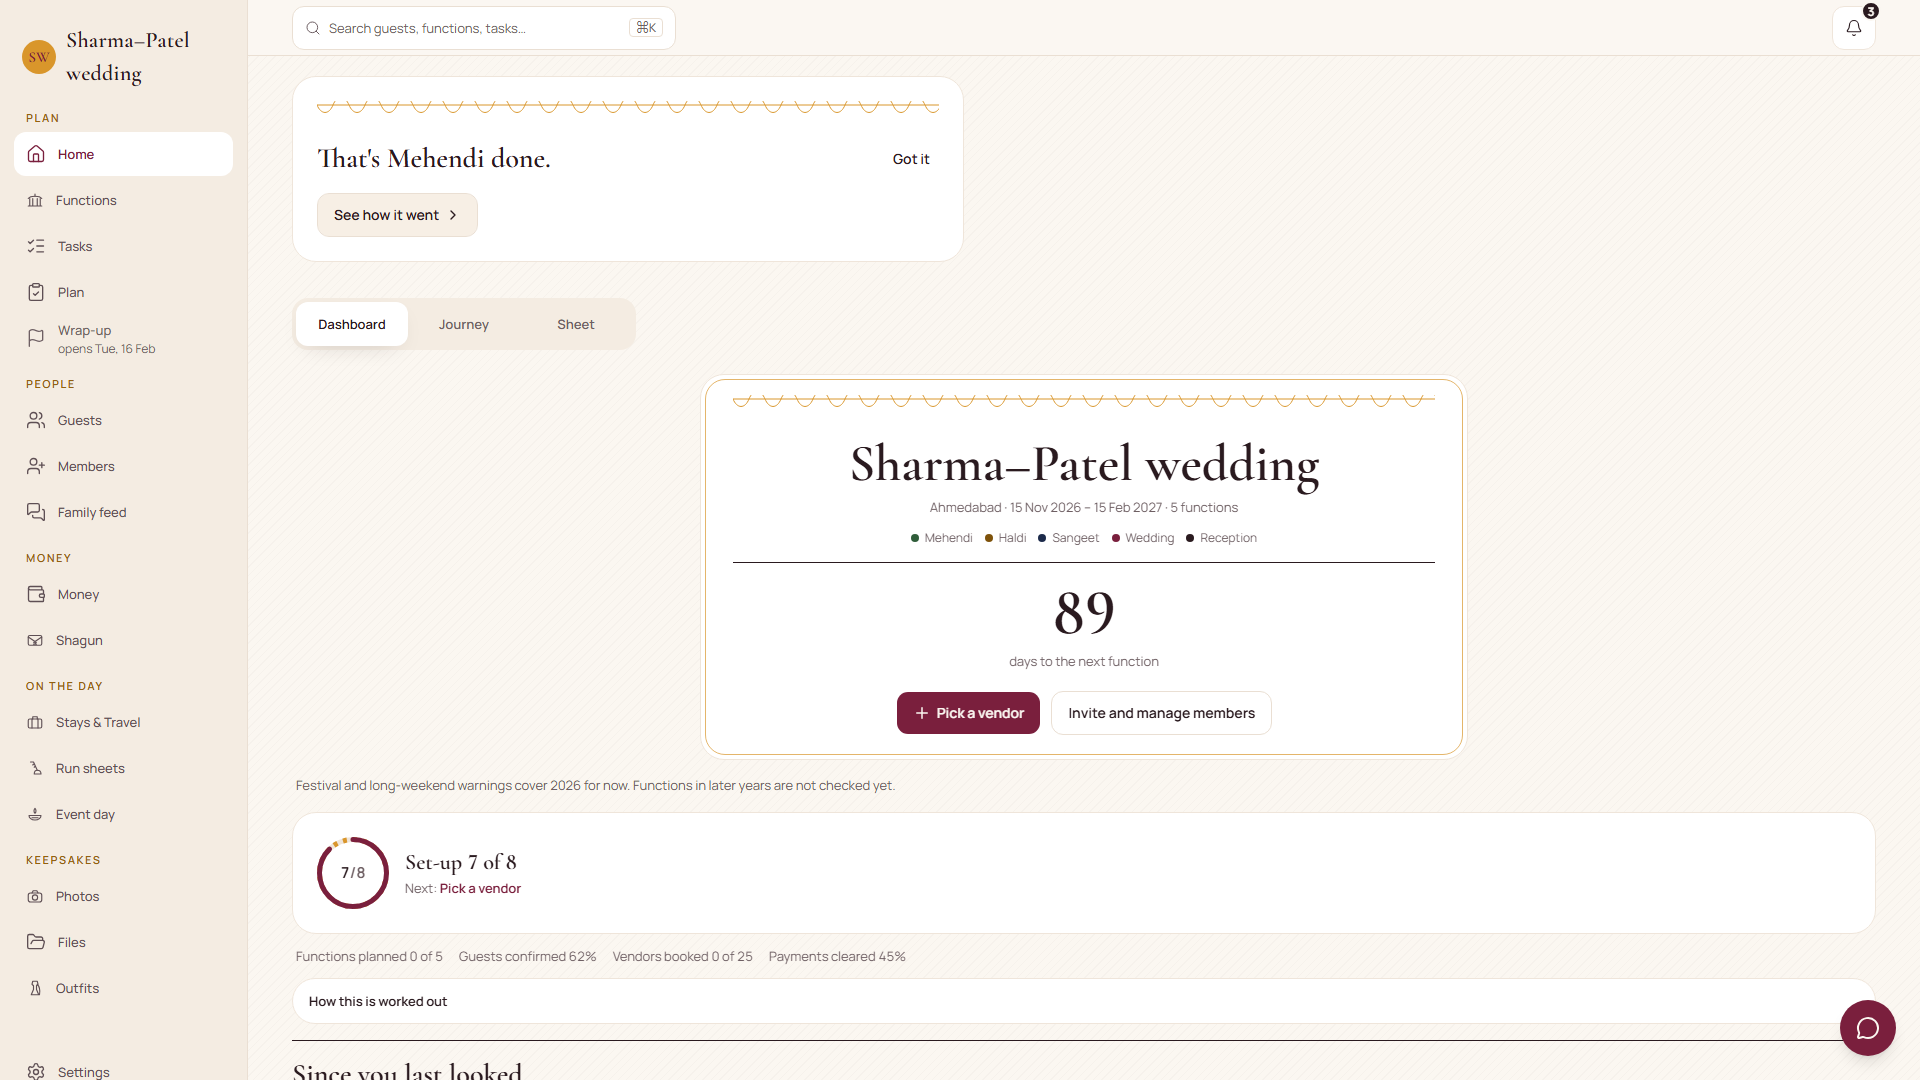 SW
Sharma–Patel
wedding
PLAN
Home
Functions
Tasks
Plan
Wrap-up
opens Tue, 16 Feb
PEOPLE
Guests
Members
Family feed
MONEY
Money
Shagun
ON THE DAY
Stays & Travel
Run sheets
Event day
KEEPSAKES
Photos
Files
Outfits
Settings
Search guests, functions, tasks… ⌘K
3
That's Mehendi done.
Got it
See how it went
Dashboard Journey Sheet
Sharma–Patel wedding
Ahmedabad · 15 Nov 2026 – 15 Feb 2027 · 5 functions
Mehendi Haldi Sangeet Wedding Reception
89
days to the next function
Pick a vendor Invite and manage members
Festival and long-weekend warnings cover 2026 for now. Functions in later years are not checked yet.
7/8
Set-up 7 of 8
Next: Pick a vendor
Functions planned 0 of 5 Guests confirmed 62% Vendors booked 0 of 25 Payments cleared 45%
How this is worked out
Since you last looked